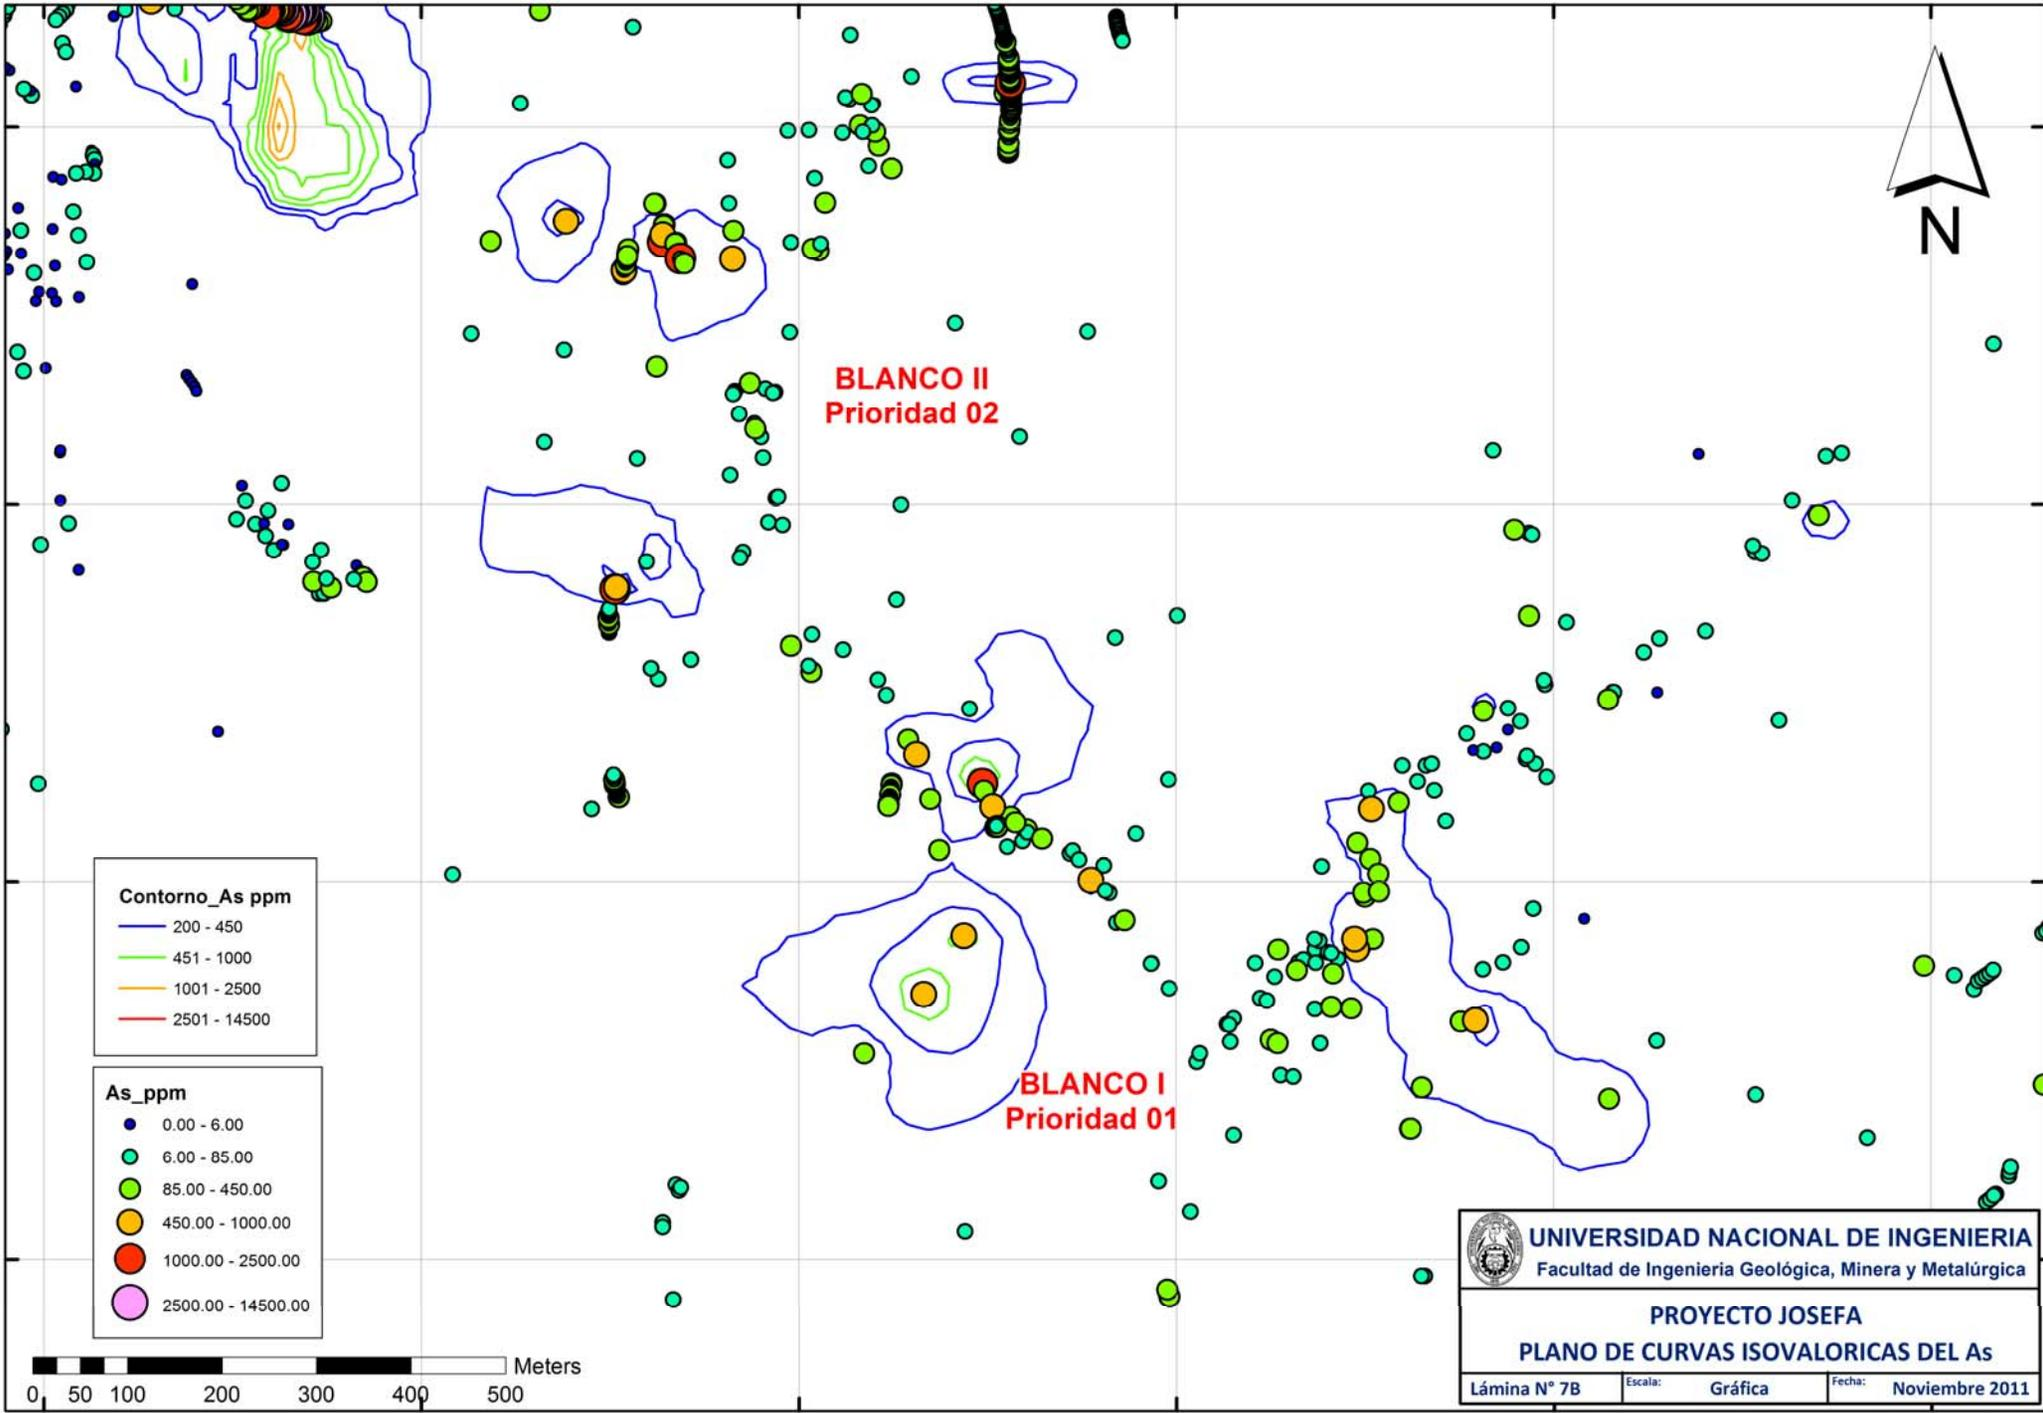 N
BLANCO II
Prioridad 02
BLANCO I
Prioridad 01
Contorno_As ppm
200 - 450
451 - 1000
1001 - 2500
2501 - 14500
As_ppm
0.00 - 6.00
6.00 - 85.00
85.00 - 450.00
450.00 - 1000.00
1000.00 - 2500.00
2500.00 - 14500.00
Meters
0 50 100 200 300 400 500
UNIVERSIDAD NACIONAL DE INGENIERIA
Facultad de Ingenieria Geológica, Minera y Metalúrgica
PROYECTO JOSEFA
PLANO DE CURVAS ISOVALORICAS DEL As
Lámina N° 7B Escala: Gráfica Fecha: Noviembre 2011